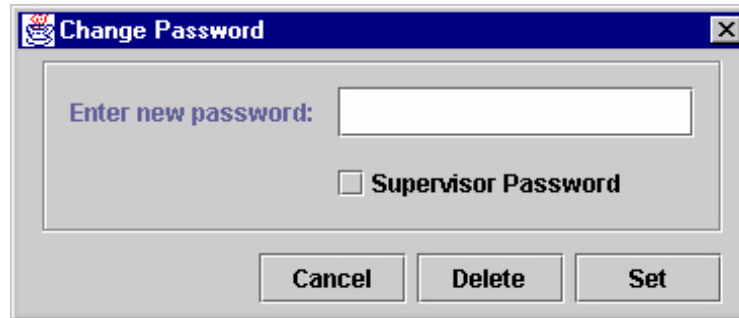 Change Password
Enter new password:
Supervisor Password
Cancel Delete Set